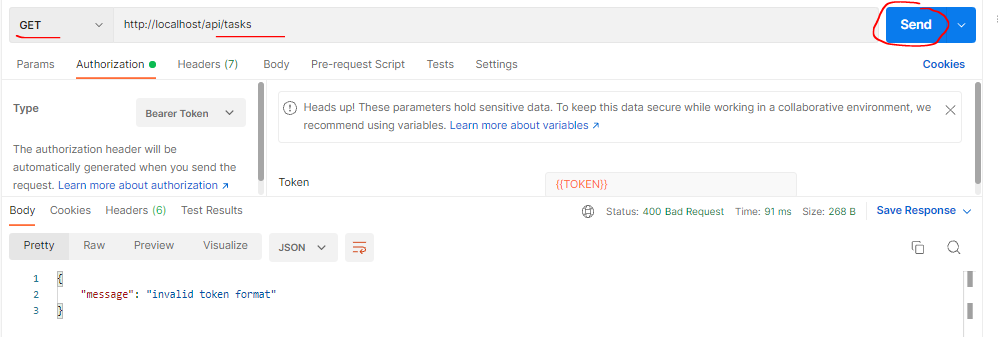 GET http://localhost/api/tasks Send
Params Authorization Headers (7) Body Pre-request Script Tests Settings Cookies
Type Bearer Token
Heads up! These parameters hold sensitive data. To keep this data secure while working in a collaborative environment, we
recommend using variables. Learn more about variables ↗
The authorization header will be
automatically generated when you send the
request. Learn more about authorization ↗
Token {{TOKEN}}
Body Cookies Headers (6) Test Results Status: 400 Bad Request Time: 91 ms Size: 268 B Save Response
Pretty Raw Preview Visualize JSON
1 {
2 "message": "invalid token format"
3 }